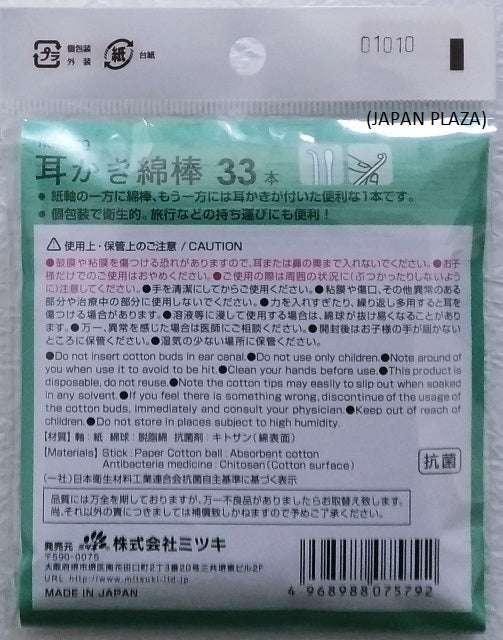 プラ
個包装
外 装
紙
台紙
01010
(JAPAN PLAZA)
耳かき綿棒 33本
● 紙軸の一方に綿棒、もう一方には耳かきが付いた便利な1本です。
● 個包装で衛生的。旅行などの持ち運びにも便利！
⚠使用上・保管上のご注意 / CAUTION
●鼓膜や粘膜を傷つける恐れがありますので、耳または鼻の奥まで入れないでください。●お子
様だけでのご使用はおやめください。●ご使用の際は周囲の状況に(ぶつかったりしないよう
に)注意してください。●手を清潔にしてからご使用ください。●粘膜や傷口、その他異常のある
部分や治療中の部分に使用しないでください。●力を入れすぎたり、繰り返し多用すると耳を
傷つける場合があります。●溶液等に浸して使用する場合は、綿球が抜け易くなることがあり
ます。●万一、異常を感じた場合は医師にご相談ください。●開封後はお子様の手が届かない
ところに保管ください。●湿気の少ない場所に保管ください。
●Do not insert cotton buds in ear canal.●Do not use only children.●Note around of
you when use it to avoid to be hit.●Clean your hands before use.●This product is
disposable, do not reuse.●Note the cotton tips may easily to slip out when soaked
in any solvent.●If you feel there is something wrong, discontinue of the usage of
the cotton buds, immediately and consult your physician.●Keep out of reach of
children.●Do not store in places subject to high humidity.
【材質】軸：紙 綿球：脱脂綿 抗菌剤：キトサン(綿表面)
【Materials】Stick : Paper Cotton ball : Absorbent cotton
Antibacteria medicine : Chitosan(Cotton surface)
抗菌
(一社)日本衛生材料工業連合会抗菌自主基準に基づく表示
品質には万全を期しておりますが、万一不良品がありましたらお取替え致します。
尚、それ以外の責につきましては補償致しかねますので予めご了承ください。
発売元 ミツキ 株式会社ミツキ
〒590-0075
大阪府堺市堺区南花田口町2丁3番20号三共堺東ビル2F
URL http://www.mitsuki-ltd.jp
MADE IN JAPAN
4 968988 075792